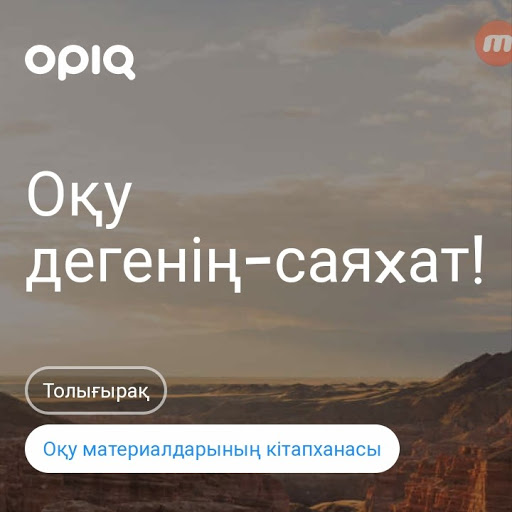 opiq
m
Оқу
дегенің-саяхат!
Толығырақ
Оқу материалдарының кітапханасы